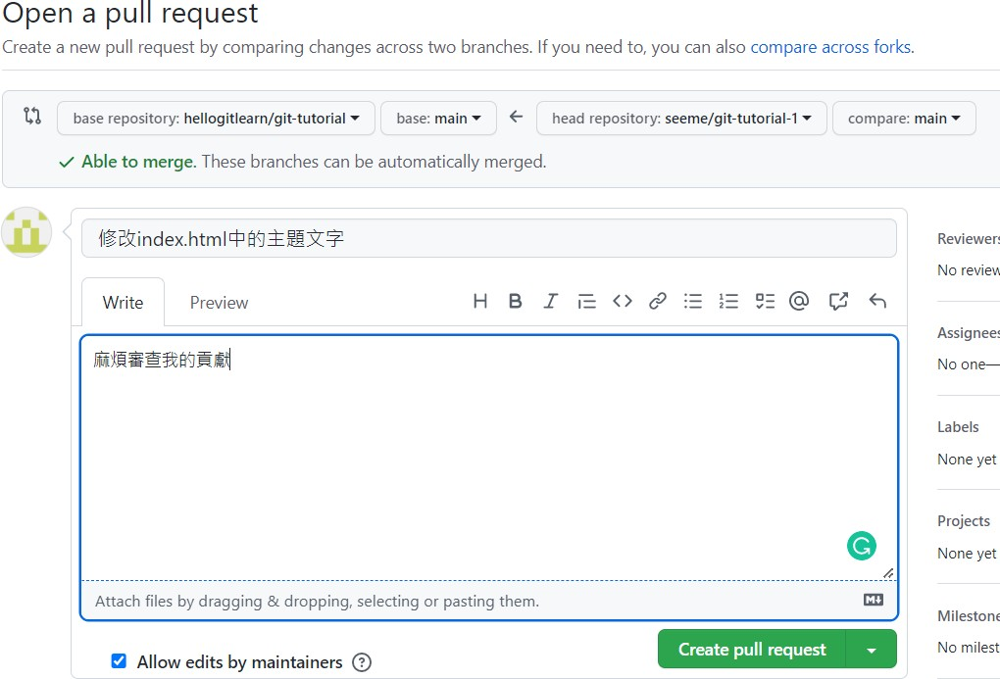 Open a pull request
Create a new pull request by comparing changes across two branches. If you need to, you can also compare across forks.
base repository: hellogitlearn/git-tutorial base: main ← head repository: seeme/git-tutorial-1 compare: main
Able to merge. These branches can be automatically merged.
修改index.html中的主題文字
Reviewers
No review
Write Preview H B I
Assignees
麻煩審查我的貢獻
No one—
Labels
None yet
Projects
None yet
Attach files by dragging & dropping, selecting or pasting them.
Milestone
No milest
Allow edits by maintainers Create pull request